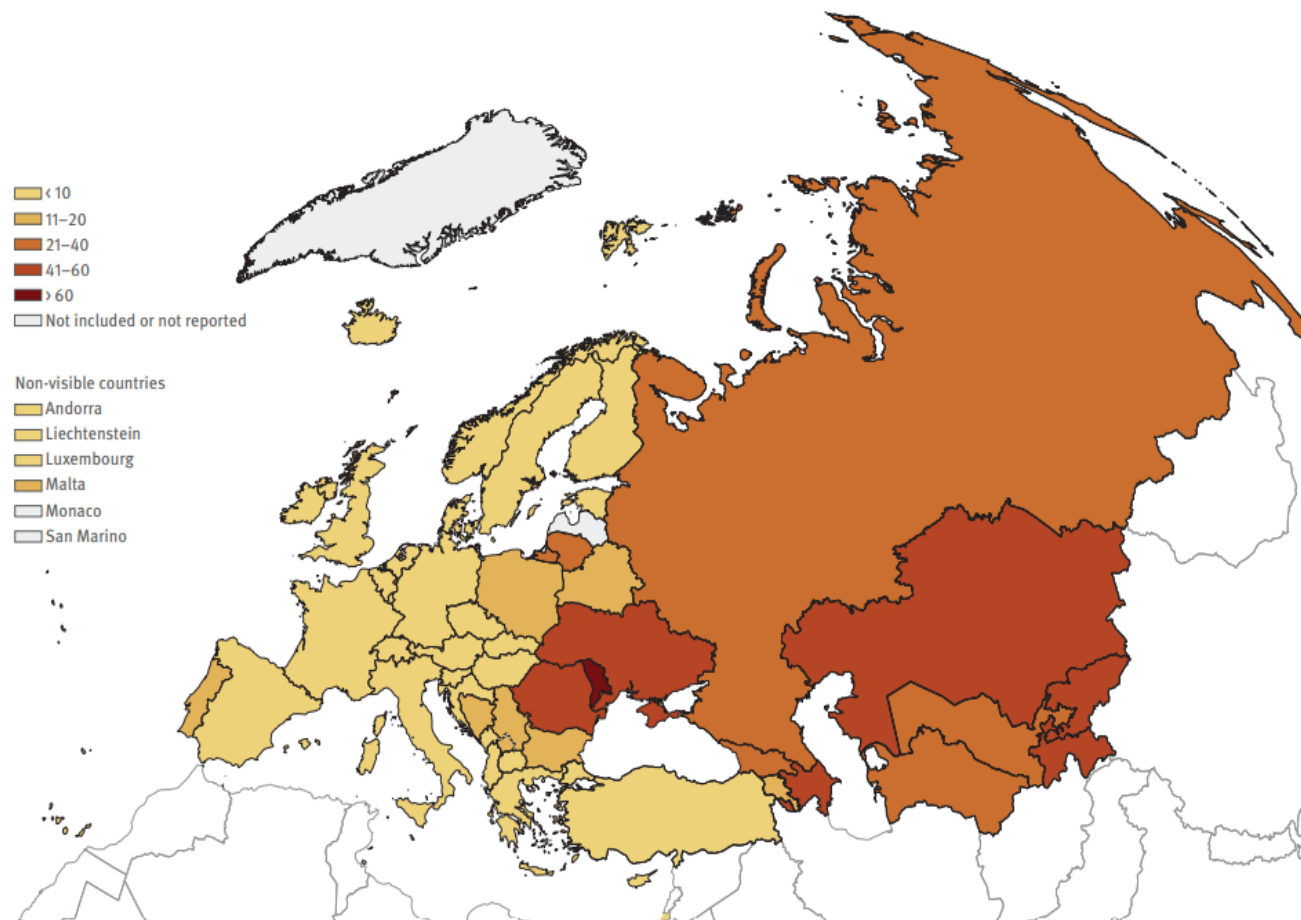 < 10
11–20
21–40
41–60
> 60
Not included or not reported
Non-visible countries
Andorra
Liechtenstein
Luxembourg
Malta
Monaco
San Marino